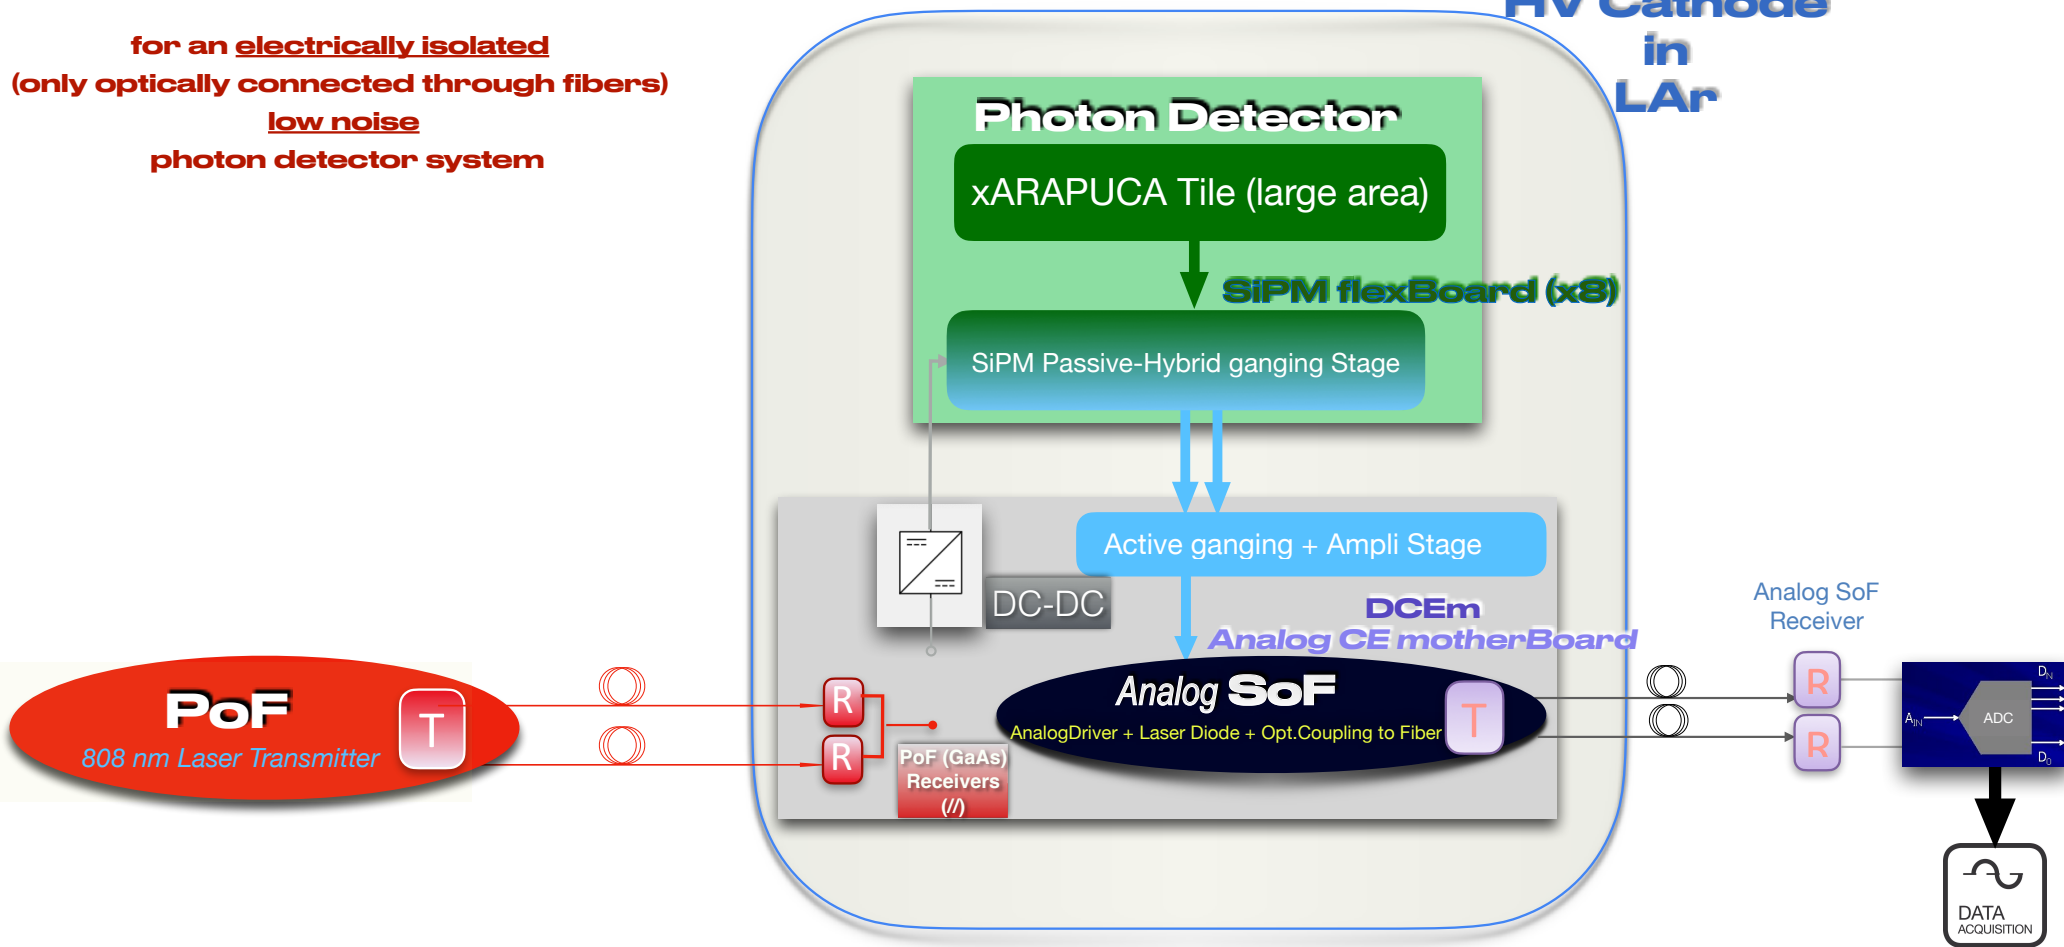 HV Cathode
in
LAr
for an electrically isolated
(only optically connected through fibers)
low noise
photon detector system
Photon Detector
xARAPUCA Tile (large area)
SiPM flexBoard (x8)
SiPM Passive-Hybrid ganging Stage
Active ganging + Ampli Stage
DC-DC
DCEm
Analog CE motherBoard
Analog SoF
AnalogDriver + Laser Diode + Opt.Coupling to Fiber
T
PoF
808 nm Laser Transmitter
T
R
R
PoF (GaAs)
Receivers
(//)
Analog SoF
Receiver
R
R
AIN
ADC
DN
D0
DATA
ACQUISITION